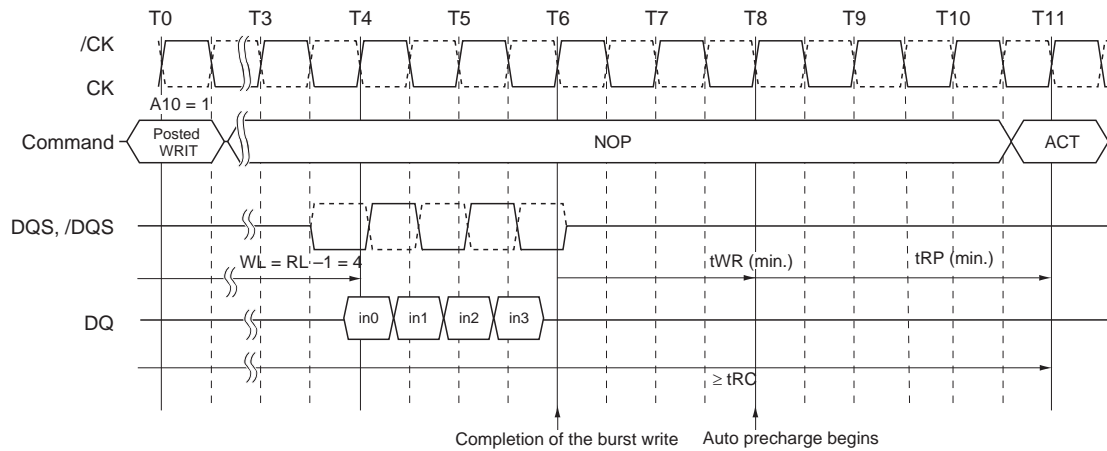 T0 T3 T4 T5 T6 T7 T8 T9 T10 T11
/CK
CK
A10 = 1
Command
Posted
WRIT
NOP
ACT
DQS, /DQS
WL = RL –1 = 4
tWR (min.)
tRP (min.)
DQ
in0 in1 in2 in3
≥ tRC
Completion of the burst write
Auto precharge begins